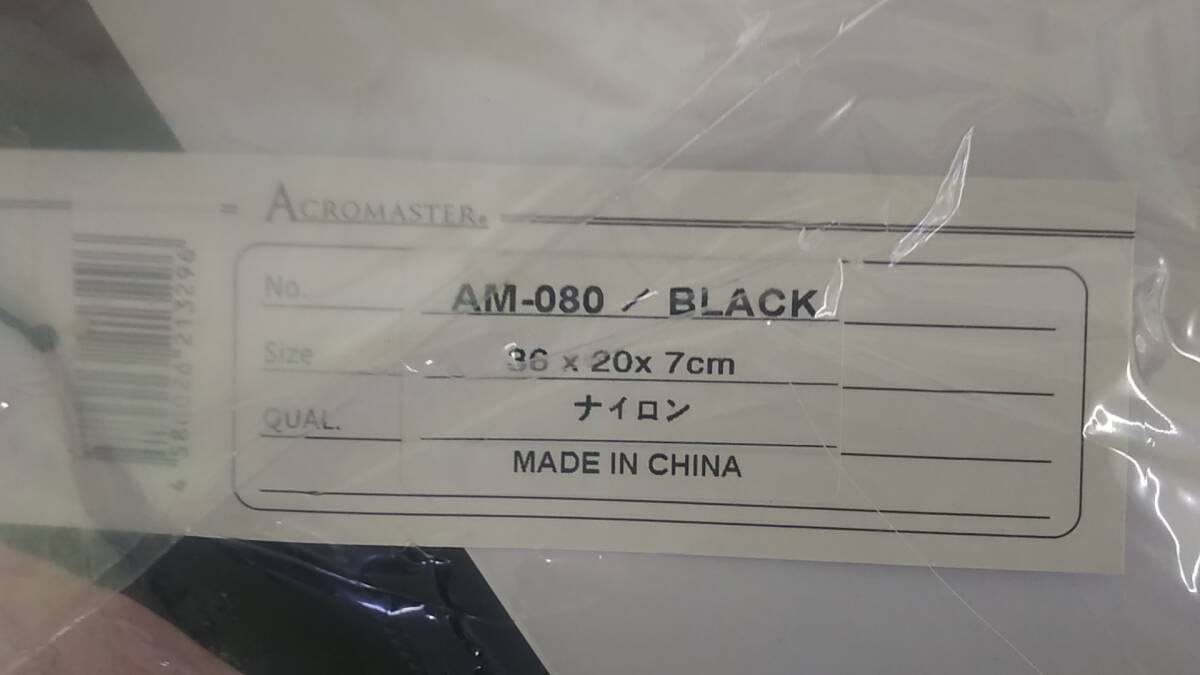 ACROMASTER®
No. AM-080 / BLACK
Size 36 x 20x 7cm
QUAL. ナイロン
MADE IN CHINA